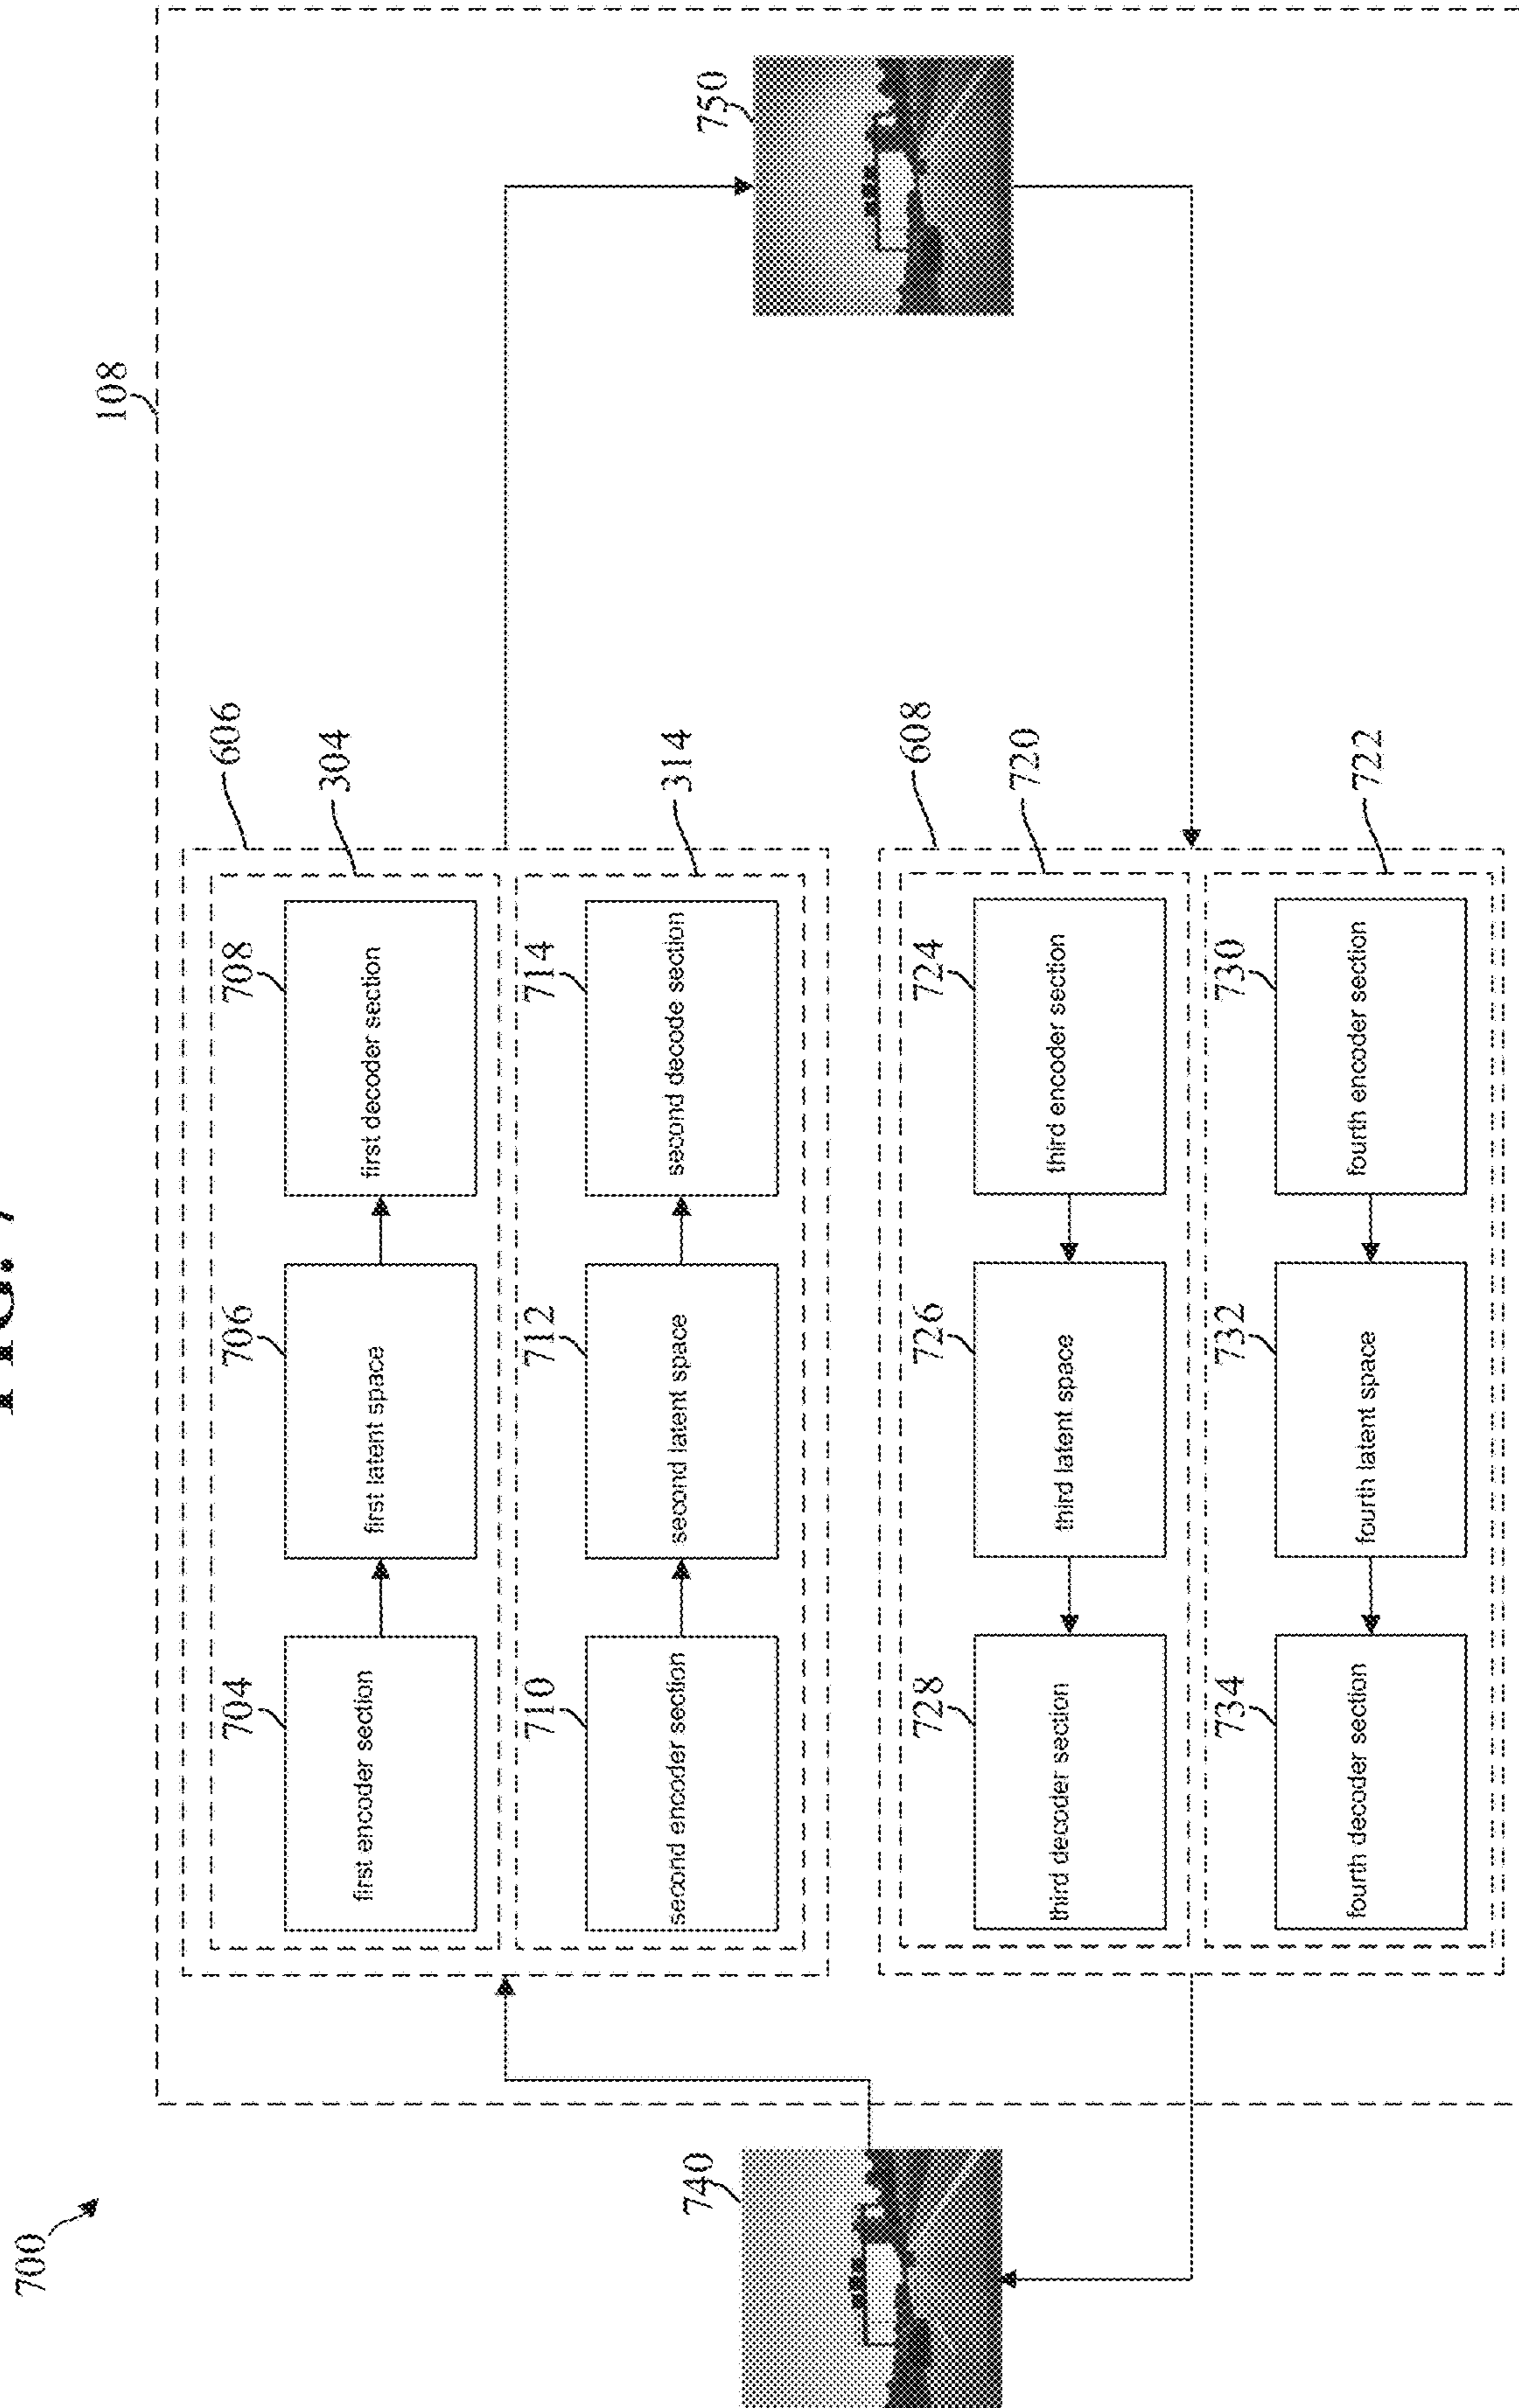 FIG. 7
700
108
606
304
704
first encoder section
706
first latent space
708
first decoder section
314
710
second encoder section
712
second latent space
714
second decode section
740
750
608
720
728
third decoder section
726
third latent space
724
third encoder section
722
734
fourth decoder section
732
fourth latent space
730
fourth encoder section